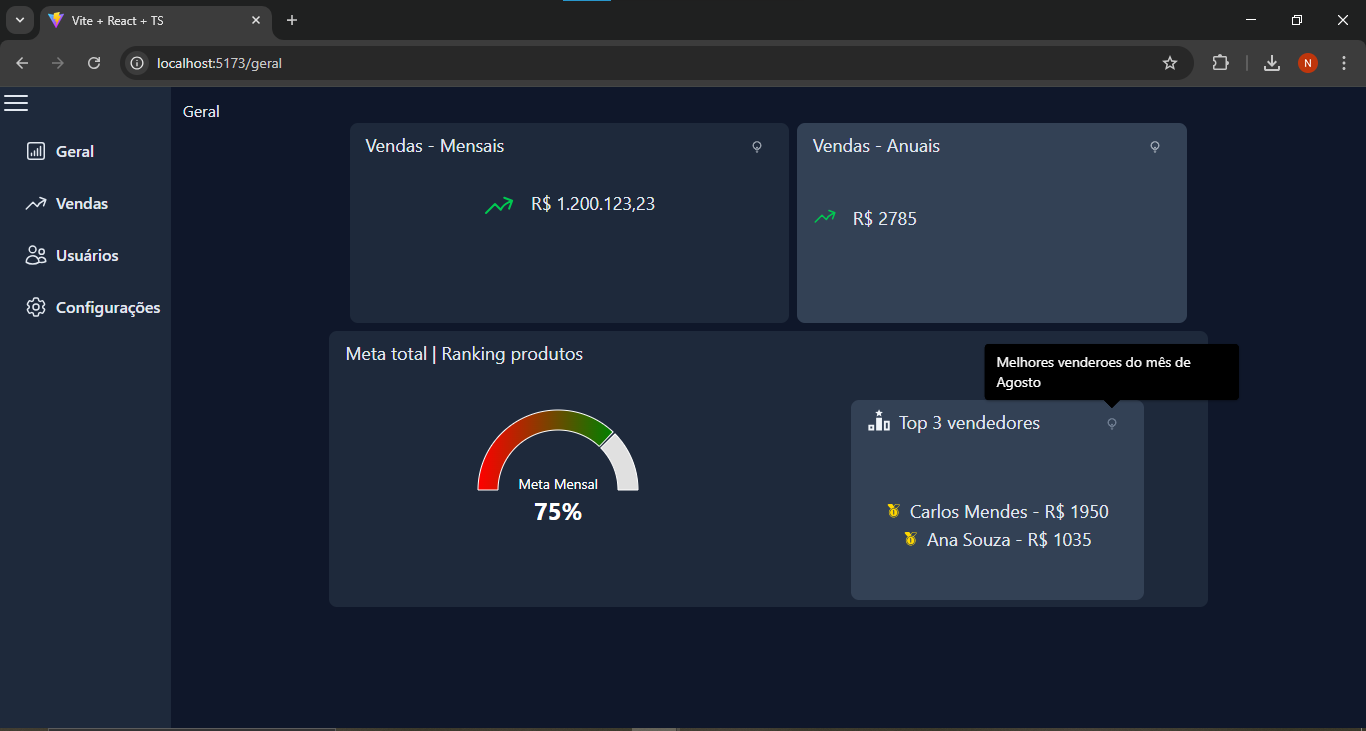 Vite + React + TS
localhost:5173/geral
N
Geral
Geral
Vendas
Usuários
Configurações
Vendas - Mensais
R$ 1.200.123,23
Vendas - Anuais
R$ 2785
Meta total | Ranking produtos
Meta Mensal
75%
Melhores venderoes do mês de
Agosto
Top 3 vendedores
Carlos Mendes - R$ 1950
Ana Souza - R$ 1035